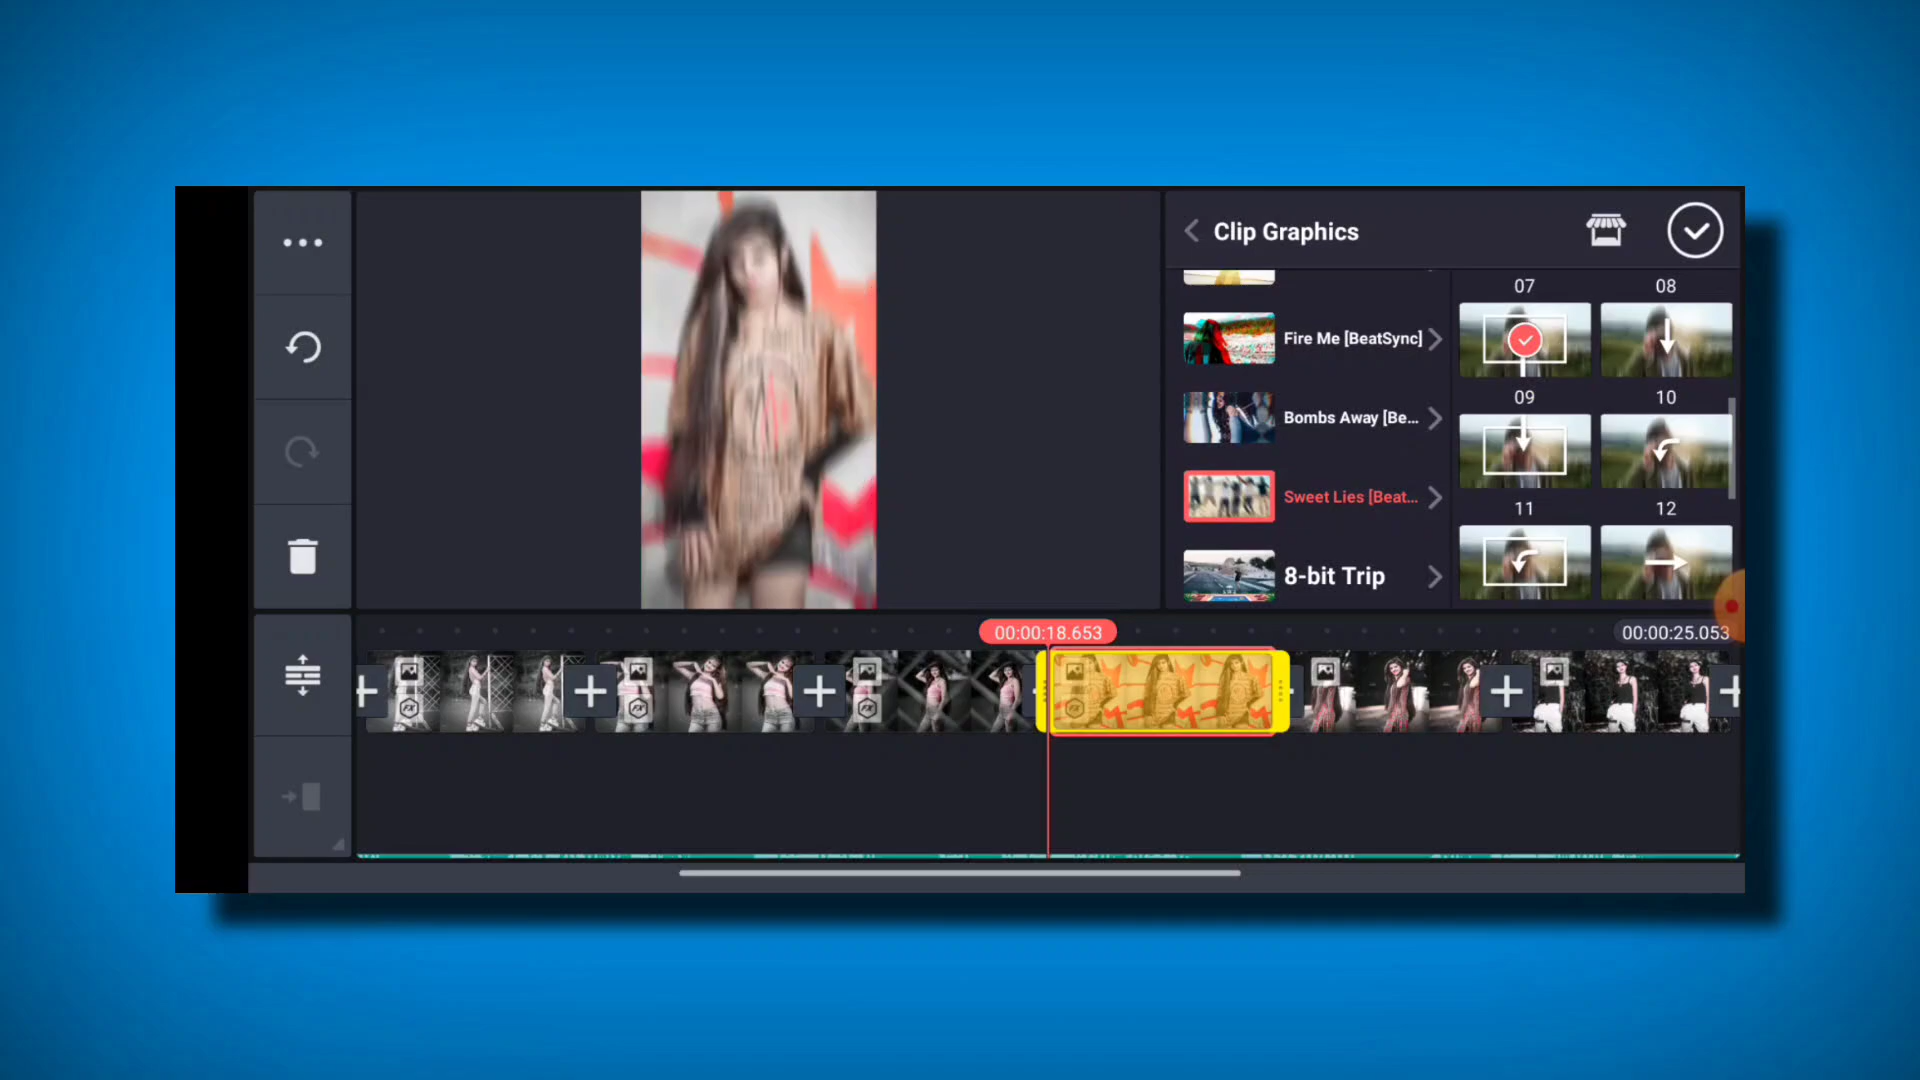 Clip Graphics
07
08
Fire Me [BeatSync]
09
10
Bombs Away [Be...
Sweet Lies [Beat...
11
12
8-bit Trip
00:00:18.653
00:00:25.053